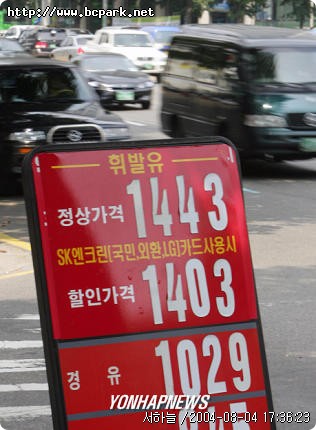 http://www.bcpark.net..
휘발유
정상가격 1443
SK엔크린[국민,외환,LG]카드사용시
할인가격 1403
경 유 1029
YONHAPNEWS
서하늘 / 2004-08-04 17:36:23